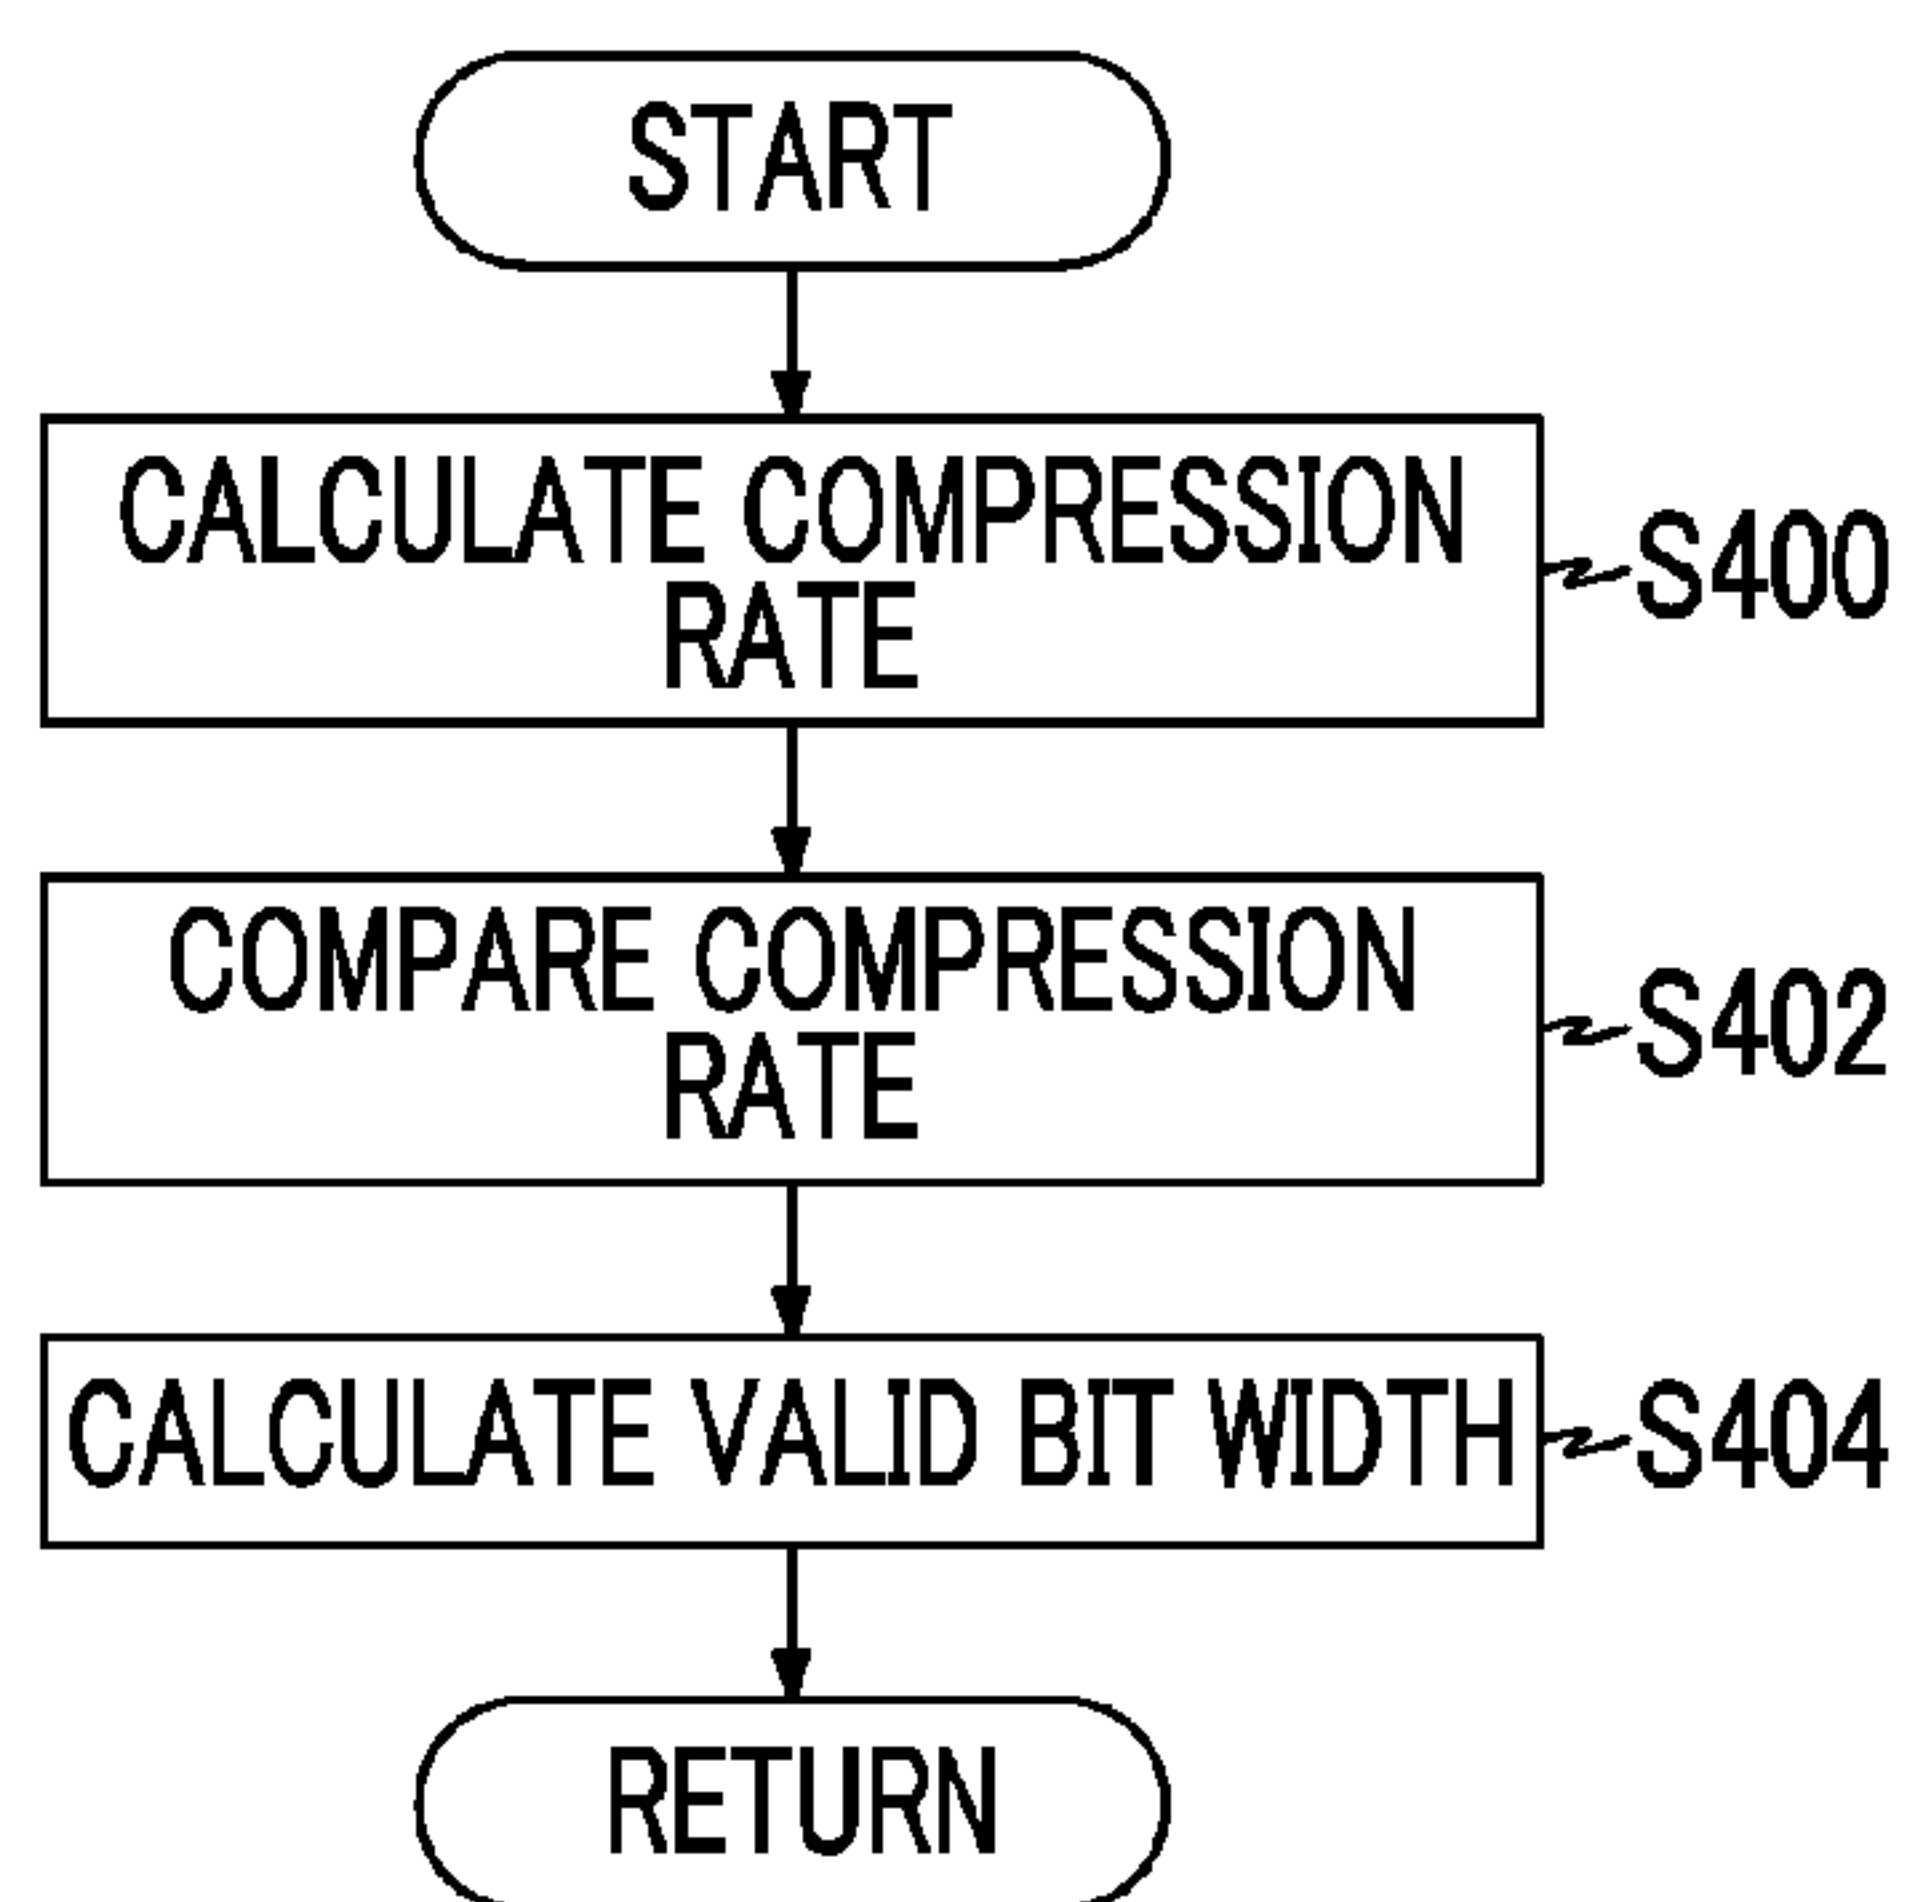 START
CALCULATE COMPRESSION
RATE
S400
COMPARE COMPRESSION
RATE
S402
CALCULATE VALID BIT WIDTH
S404
RETURN